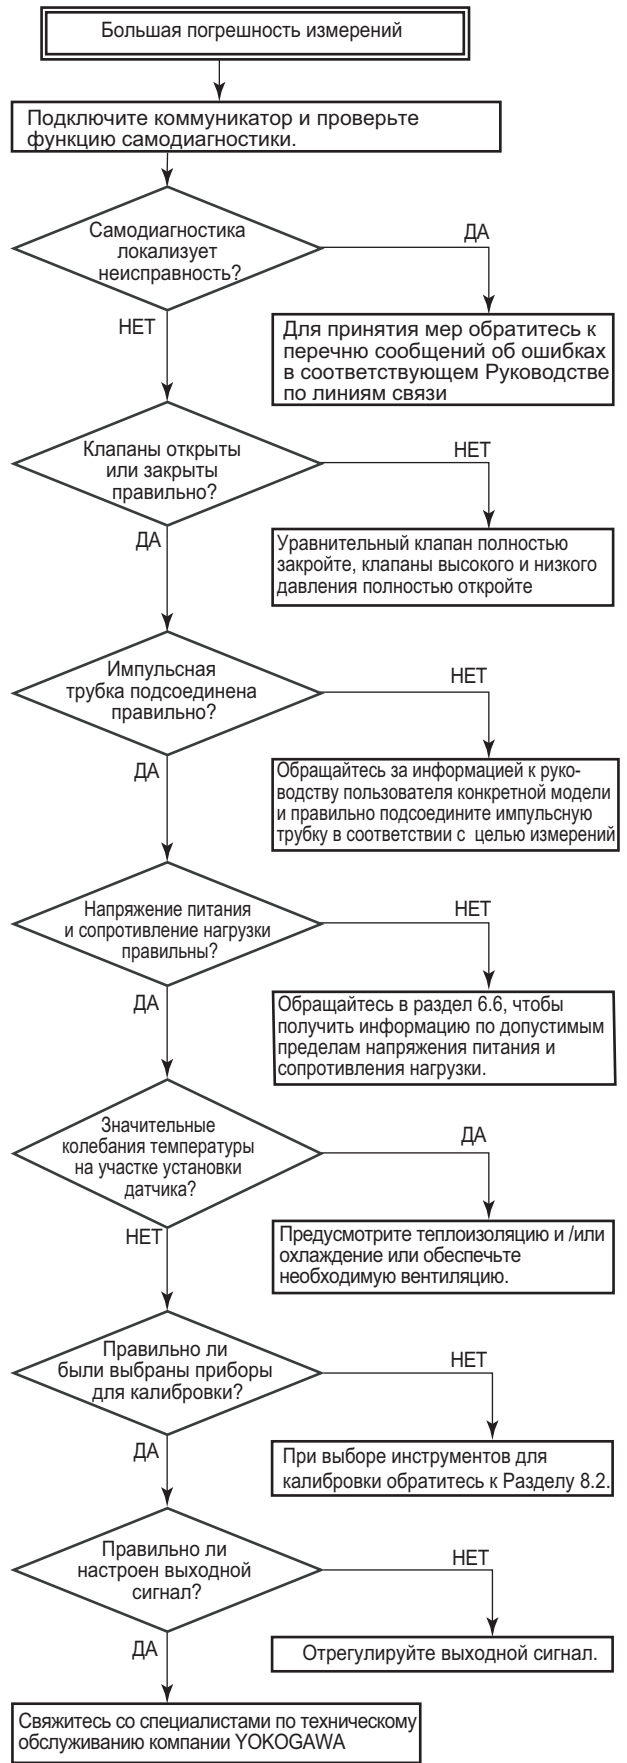 Большая погрешность измерений
Подключите коммуникатор и проверьте
функцию самодиагностики.
Самодиагностика
локализует
неисправность?
ДА
НЕТ
Для принятия мер обратитесь к
перечню сообщений об ошибках
в соответствующем Руководстве
по линиям связи
Клапаны открыты
или закрыты
правильно?
НЕТ
ДА
Уравнительный клапан полностью
закройте, клапаны высокого и низкого
давления полностью откройте
Импульсная
трубка подсоединена
правильно?
НЕТ
ДА
Обращайтесь за информацией к руко-
водству пользователя конкретной модели
и правильно подсоедините импульсную
трубку в соответствии с целью измерений
Напряжение питания
и сопротивление нагрузки
правильны?
НЕТ
ДА
Обращайтесь в раздел 6.6, чтобы
получить информацию по допустимым
пределам напряжения питания и
сопротивления нагрузки.
Значительные
колебания температуры
на участке установки
датчика?
ДА
НЕТ
Предусмотрите теплоизоляцию и /или
охлаждение или обеспечьте
необходимую вентиляцию.
Правильно ли
были выбраны приборы
для калибровки?
НЕТ
ДА
При выборе инструментов для
калибровки обратитесь к Разделу 8.2.
Правильно ли
настроен выходной
сигнал?
НЕТ
ДА
Отрегулируйте выходной сигнал.
Свяжитесь со специалистами по техническому
обслуживанию компании YOKOGAWA